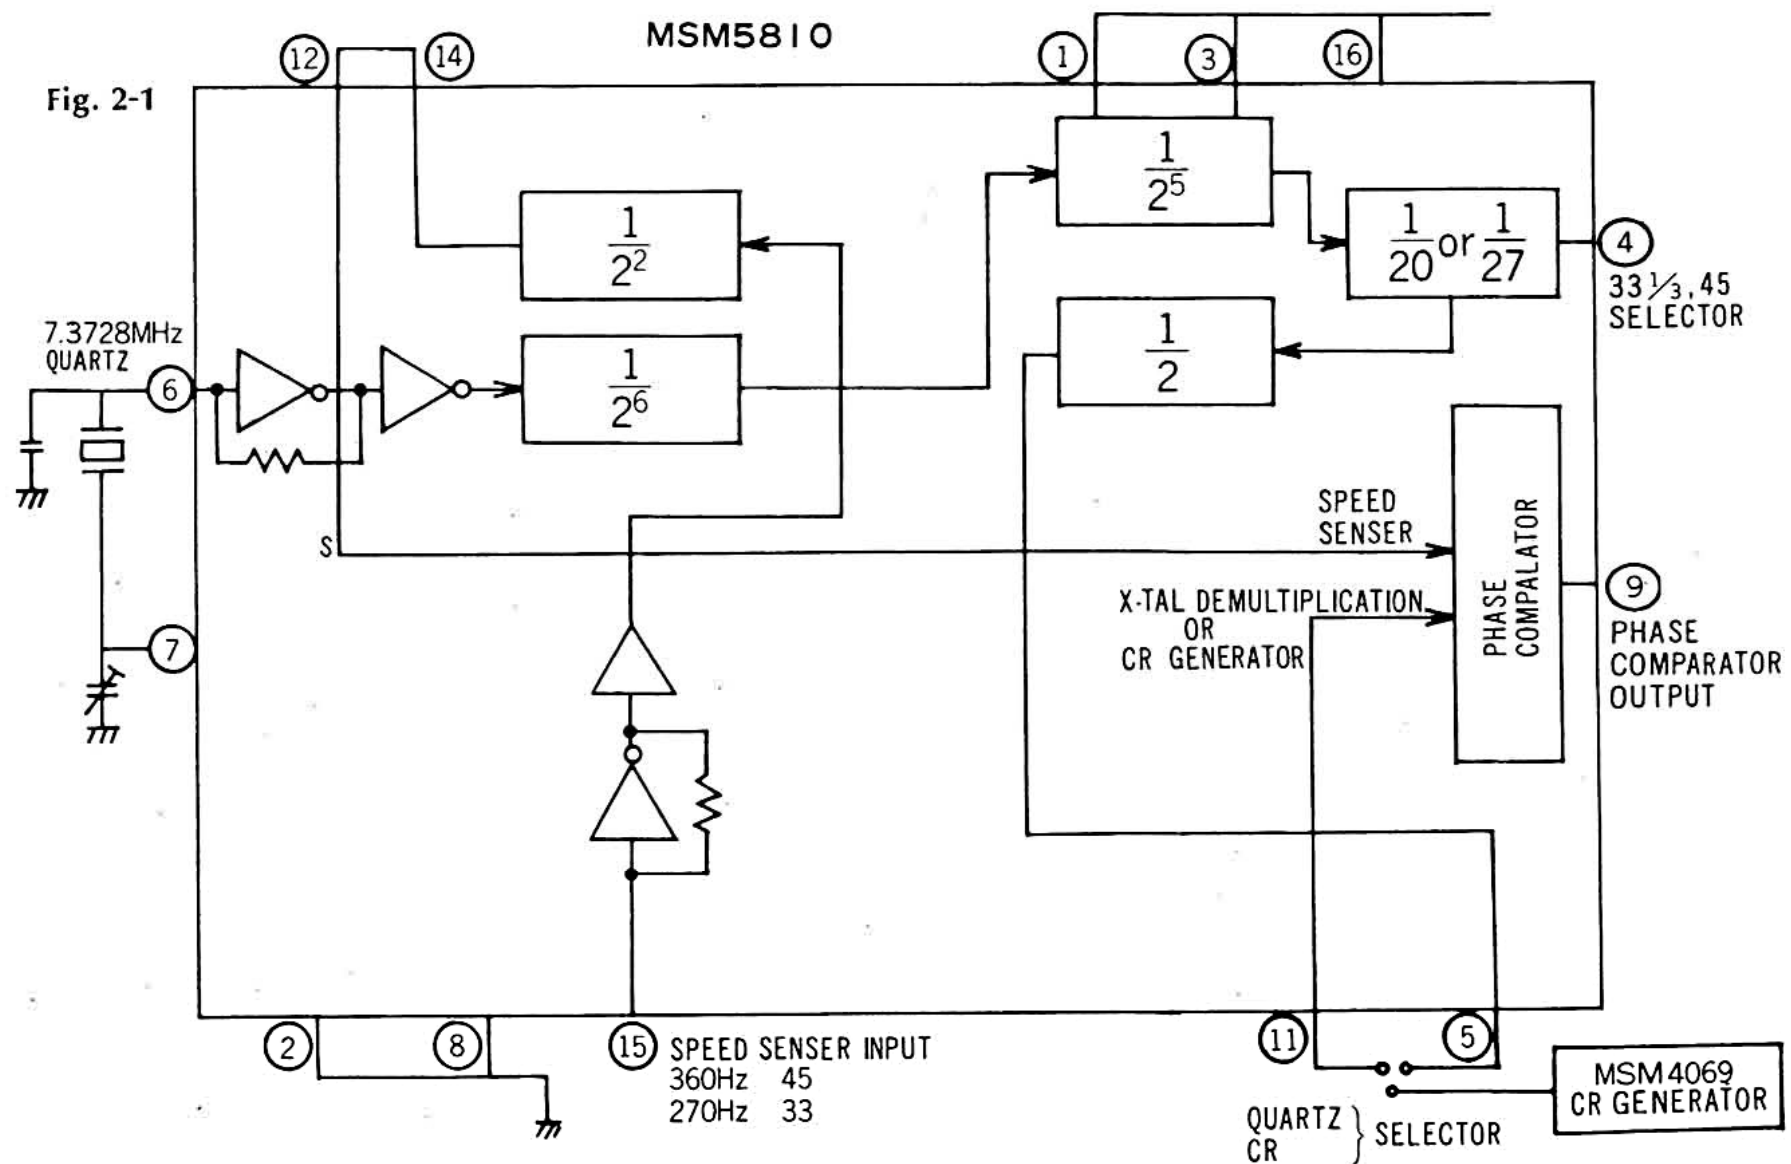 MSM5810
Fig. 2-1
12
14
1
3
16
1/2^5
1/2^2
1/20 or 1/27
4
33 1/3, 45
SELECTOR
7.3728MHz
QUARTZ
6
1/2^6
1/2
S
SPEED
SENSER
X-TAL DEMULTIPLICATION
OR
CR GENERATOR
PHASE
COMPALATOR
9
PHASE
COMPARATOR
OUTPUT
7
2
8
15
SPEED SENSER INPUT
360Hz 45
270Hz 33
11
5
MSM4069
CR GENERATOR
QUARTZ
CR
} SELECTOR